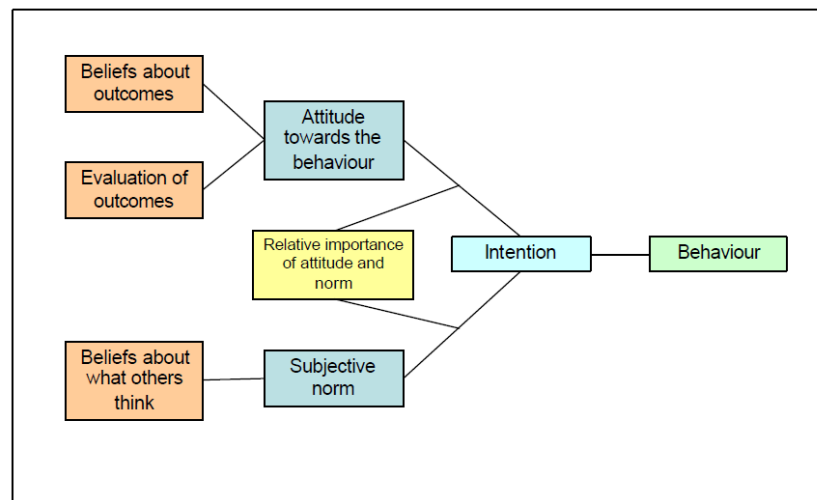 Beliefs about
outcomes
Attitude
towards the
behaviour
Evaluation of
outcomes
Relative importance
of attitude and
norm
Intention
Behaviour
Beliefs about
what others
think
Subjective
norm